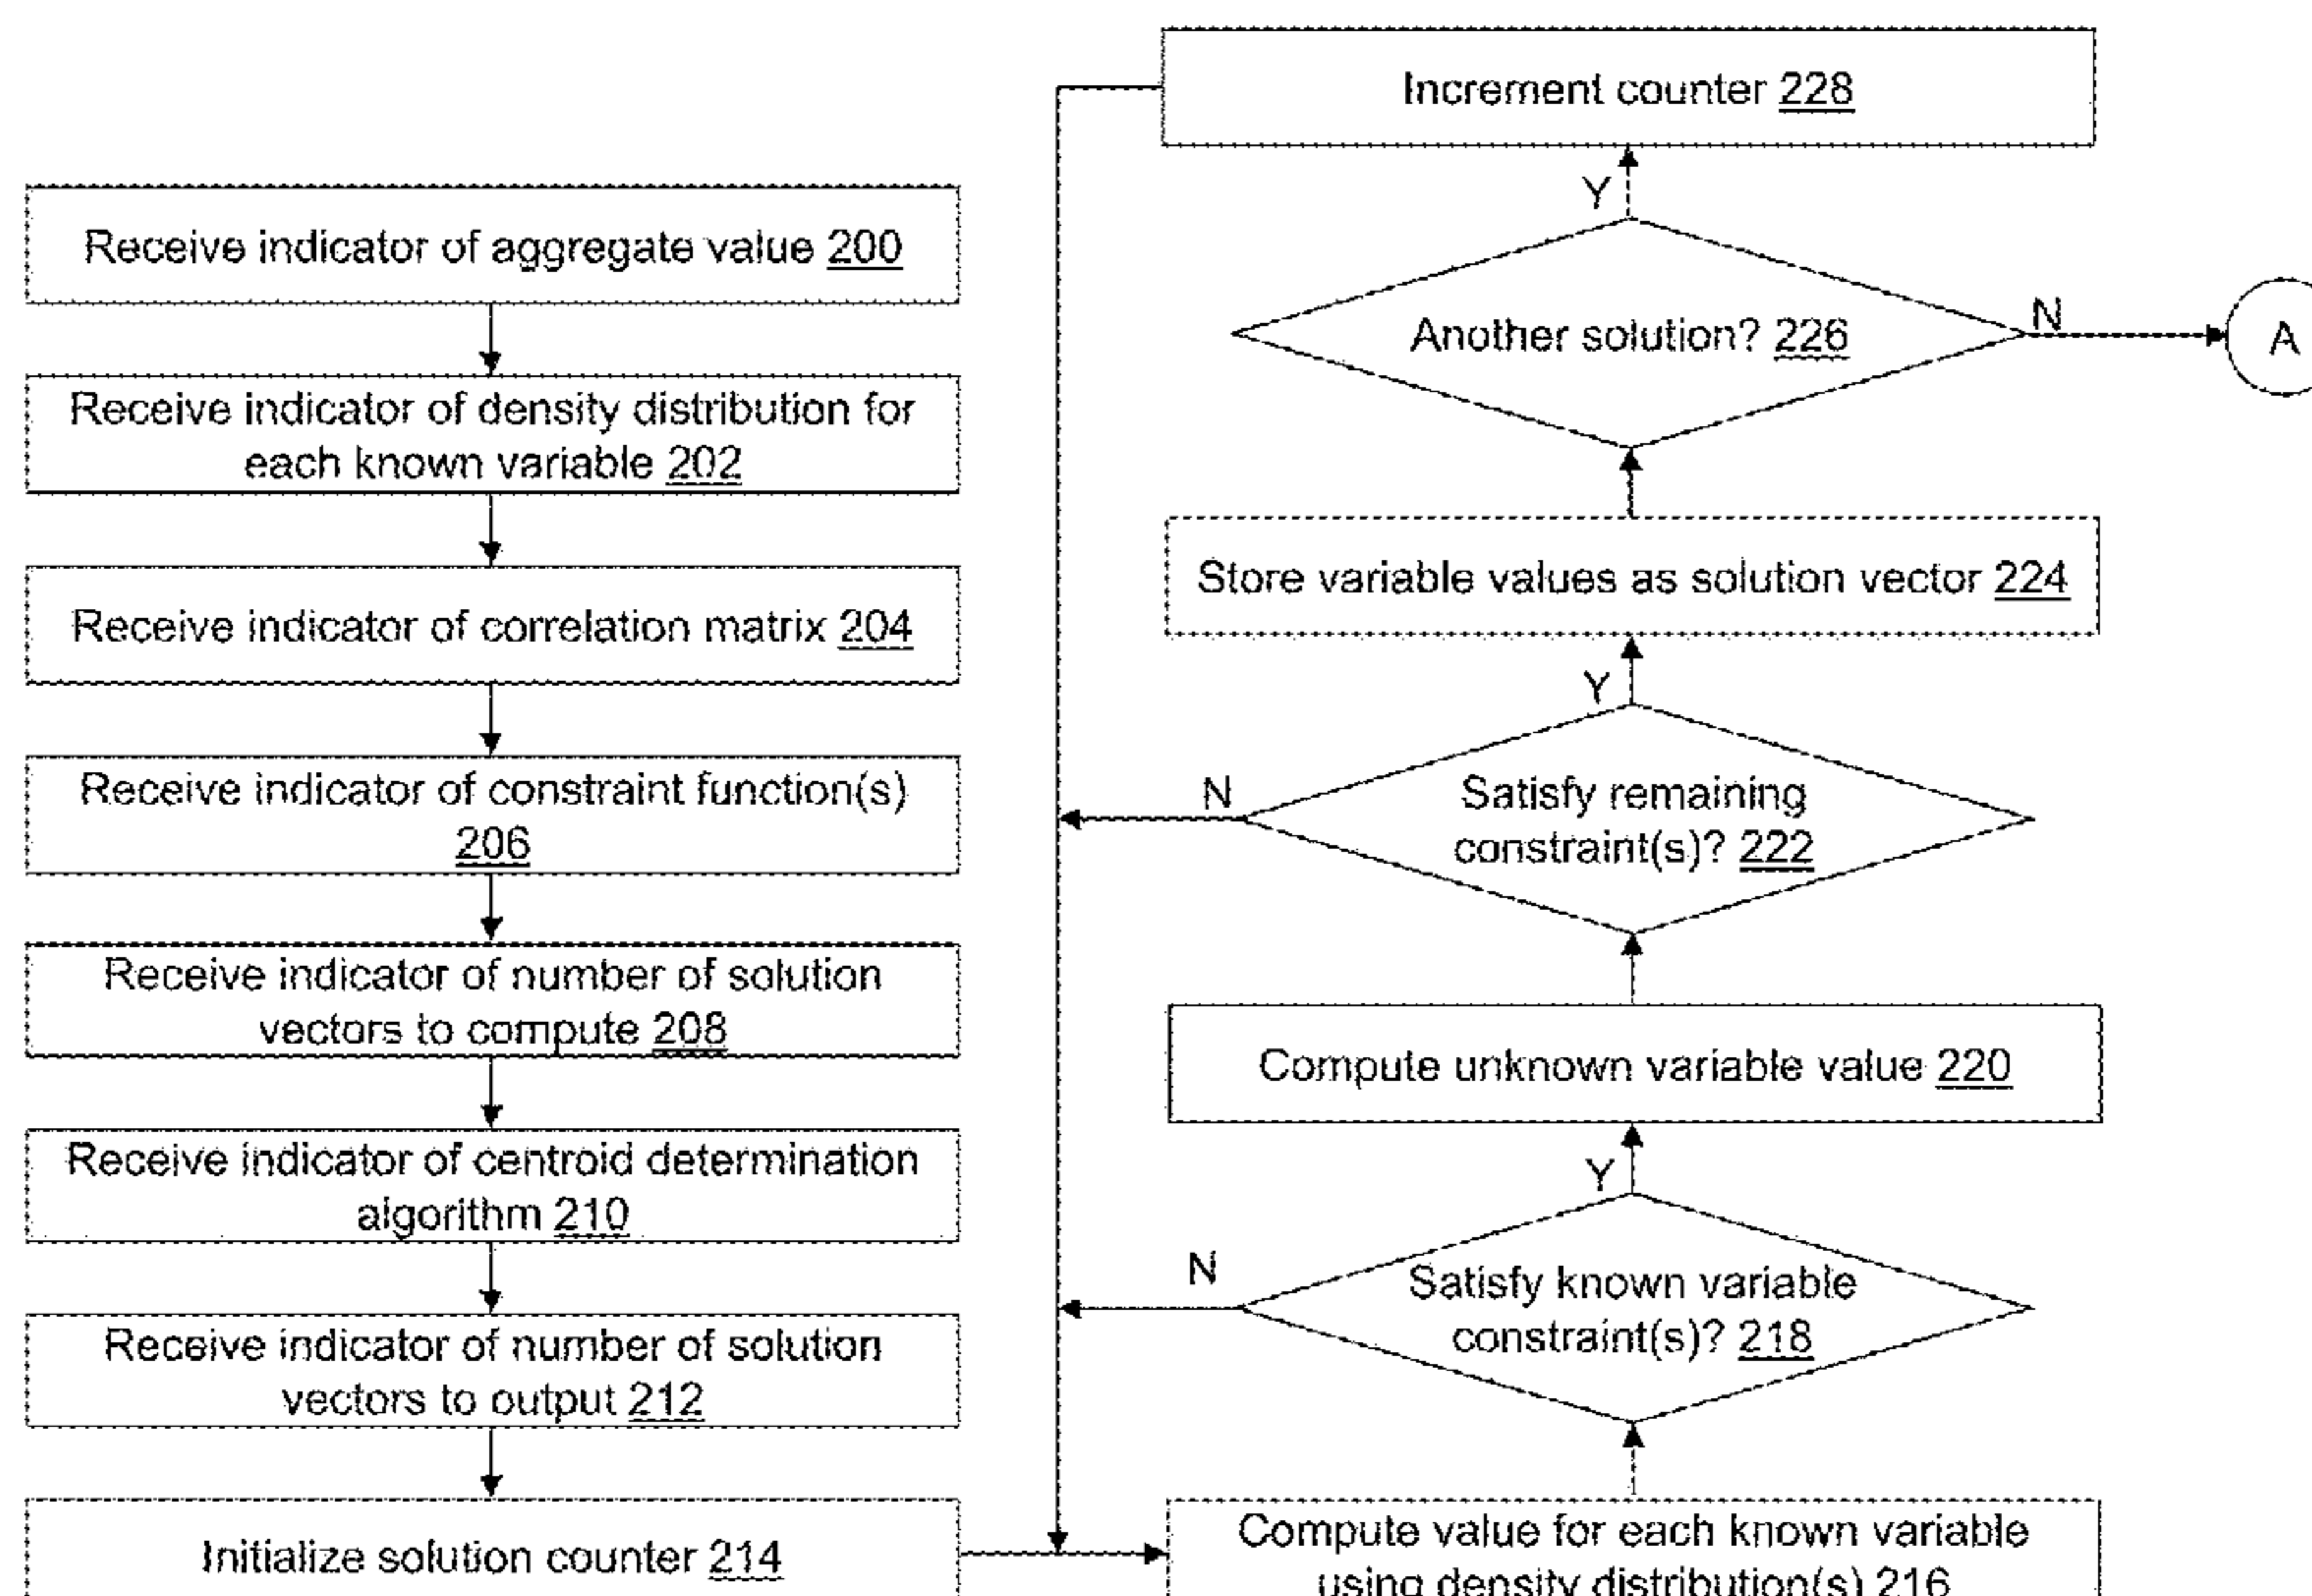 Receive indicator of aggregate value 200
Receive indicator of density distribution for
each known variable 202
Receive indicator of correlation matrix 204
Receive indicator of constraint function(s)
206
Receive indicator of number of solution
vectors to compute 208
Receive indicator of centroid determination
algorithm 210
Receive indicator of number of solution
vectors to output 212
Initialize solution counter 214
Increment counter 228
Y
Another solution? 226
N
A
Store variable values as solution vector 224
Y
Satisfy remaining
constraint(s)? 222
N
Compute unknown variable value 220
Y
Satisfy known variable
constraint(s)? 218
N
Compute value for each known variable
using density distribution(s) 216